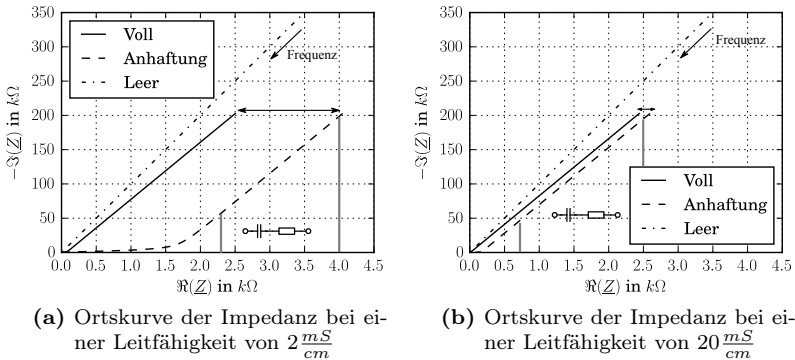 350
300
250
200
150
100
50
0
−ℑ(Z) in kΩ
Voll
Anhaftung
Leer
Frequenz
0.0 0.5 1.0 1.5 2.0 2.5 3.0 3.5 4.0 4.5
ℜ(Z) in kΩ
(a) Ortskurve der Impedanz bei ei-
ner Leitfähigkeit von 2 mS/cm
350
300
250
200
150
100
50
0
−ℑ(Z) in kΩ
Frequenz
Voll
Anhaftung
Leer
0.0 0.5 1.0 1.5 2.0 2.5 3.0 3.5 4.0 4.5
ℜ(Z) in kΩ
(b) Ortskurve der Impedanz bei ei-
ner Leitfähigkeit von 20 mS/cm